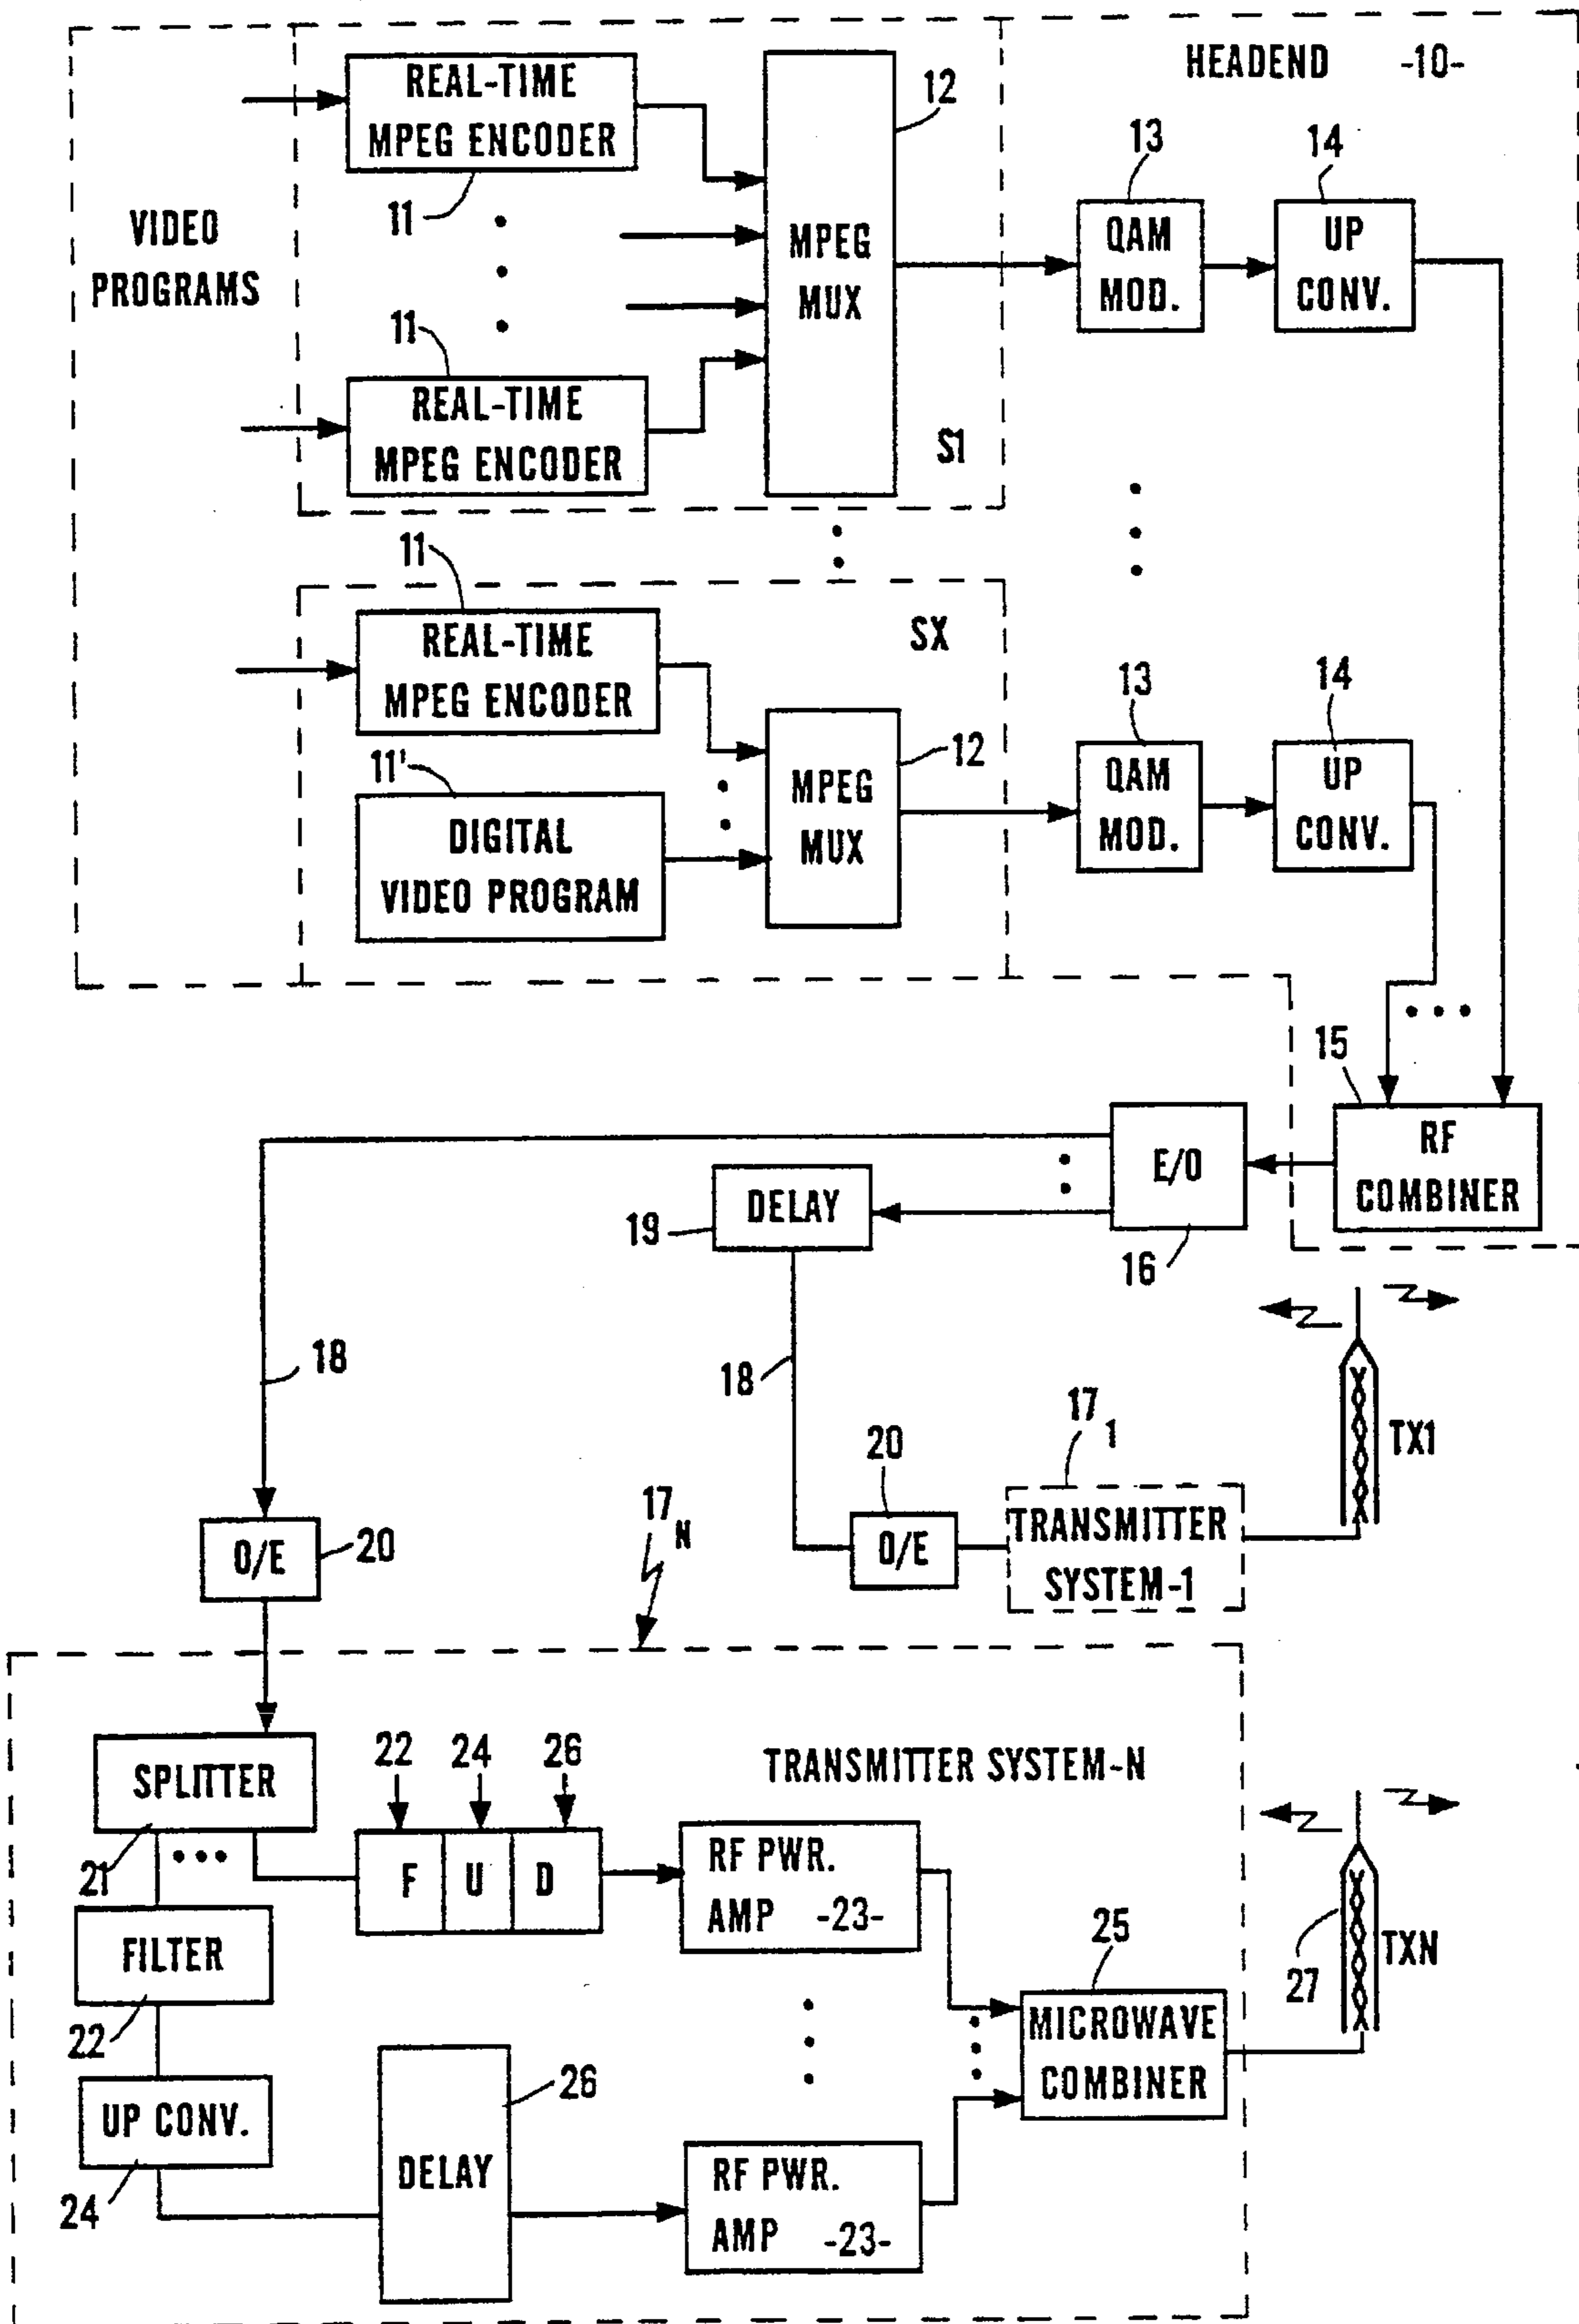 HEADEND -10-
VIDEO
PROGRAMS
REAL-TIME
MPEG ENCODER
11
11
REAL-TIME
MPEG ENCODER
12
MPEG
MUX
S1
13
QAM
MOD.
14
UP
CONV.
11
REAL-TIME
MPEG ENCODER
SX
11'
DIGITAL
VIDEO PROGRAM
12
MPEG
MUX
13
QAM
MOD.
14
UP
CONV.
15
RF
COMBINER
E/O
16
DELAY
19
18
18
20
O/E
17 1
TRANSMITTER
SYSTEM-1
TX1
O/E
20
17 N
SPLITTER
21
22
24
26
F U D
TRANSMITTER SYSTEM-N
RF PWR.
AMP -23-
FILTER
22
UP CONV.
24
DELAY
26
RF PWR.
AMP -23-
25
MICROWAVE
COMBINER
27
TXN